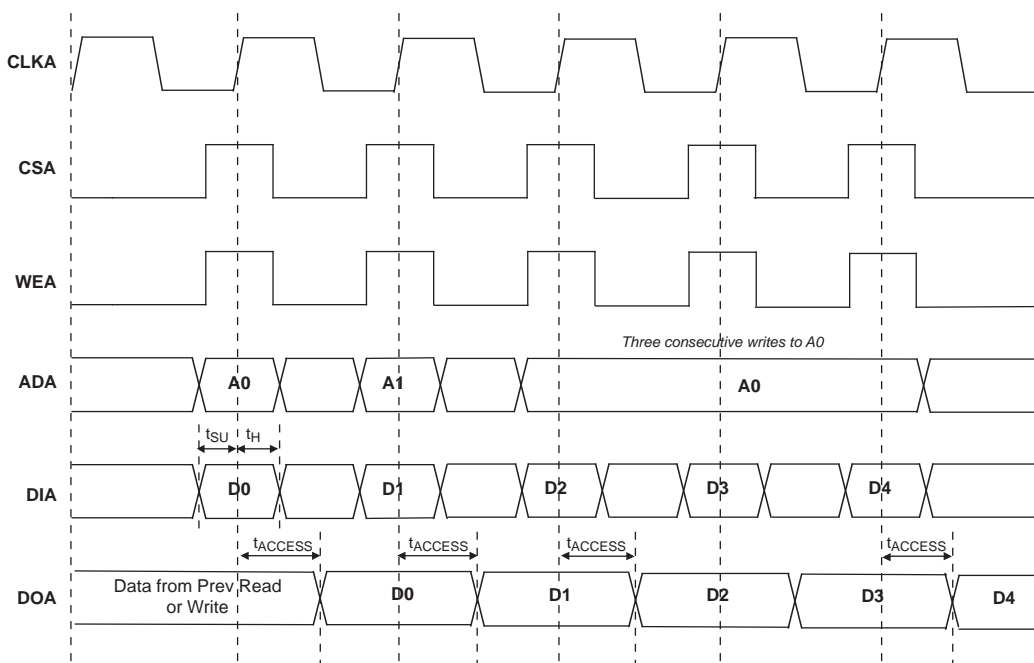 CLKA
CSA
WEA
Three consecutive writes to A0
ADA
A0
A1
A0
tSU
tH
DIA
D0
D1
D2
D3
D4
tACCESS
tACCESS
tACCESS
tACCESS
DOA
Data from Prev Read
or Write
D0
D1
D2
D3
D4